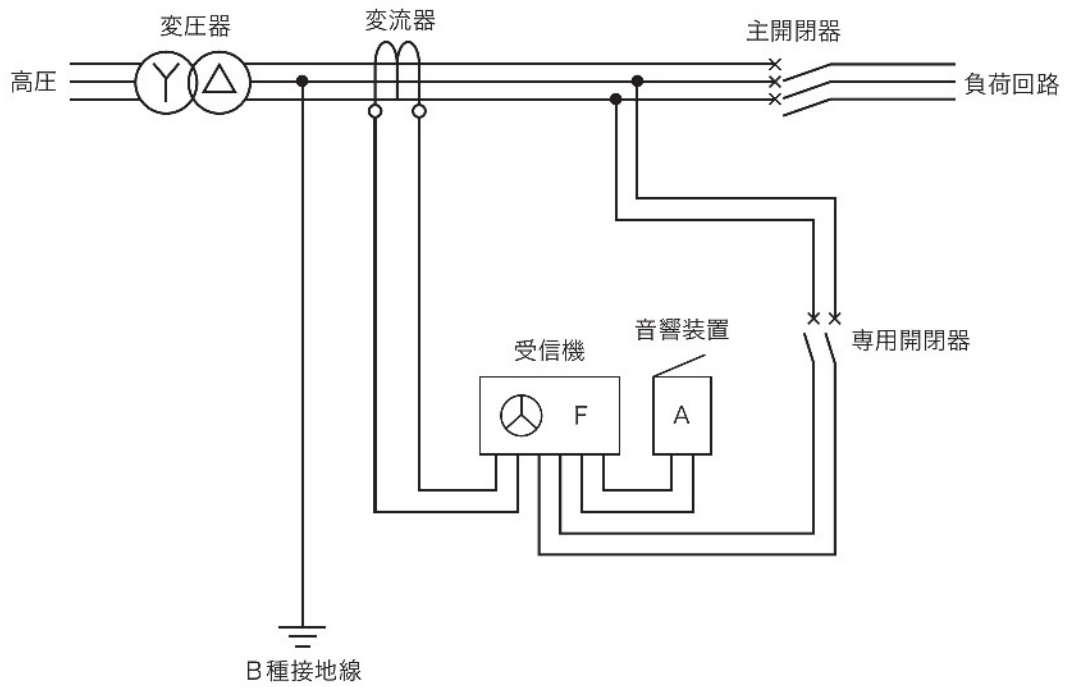 変圧器
変流器
主開閉器
高圧
負荷回路
音響装置
専用開閉器
受信機
F
A
B種接地線